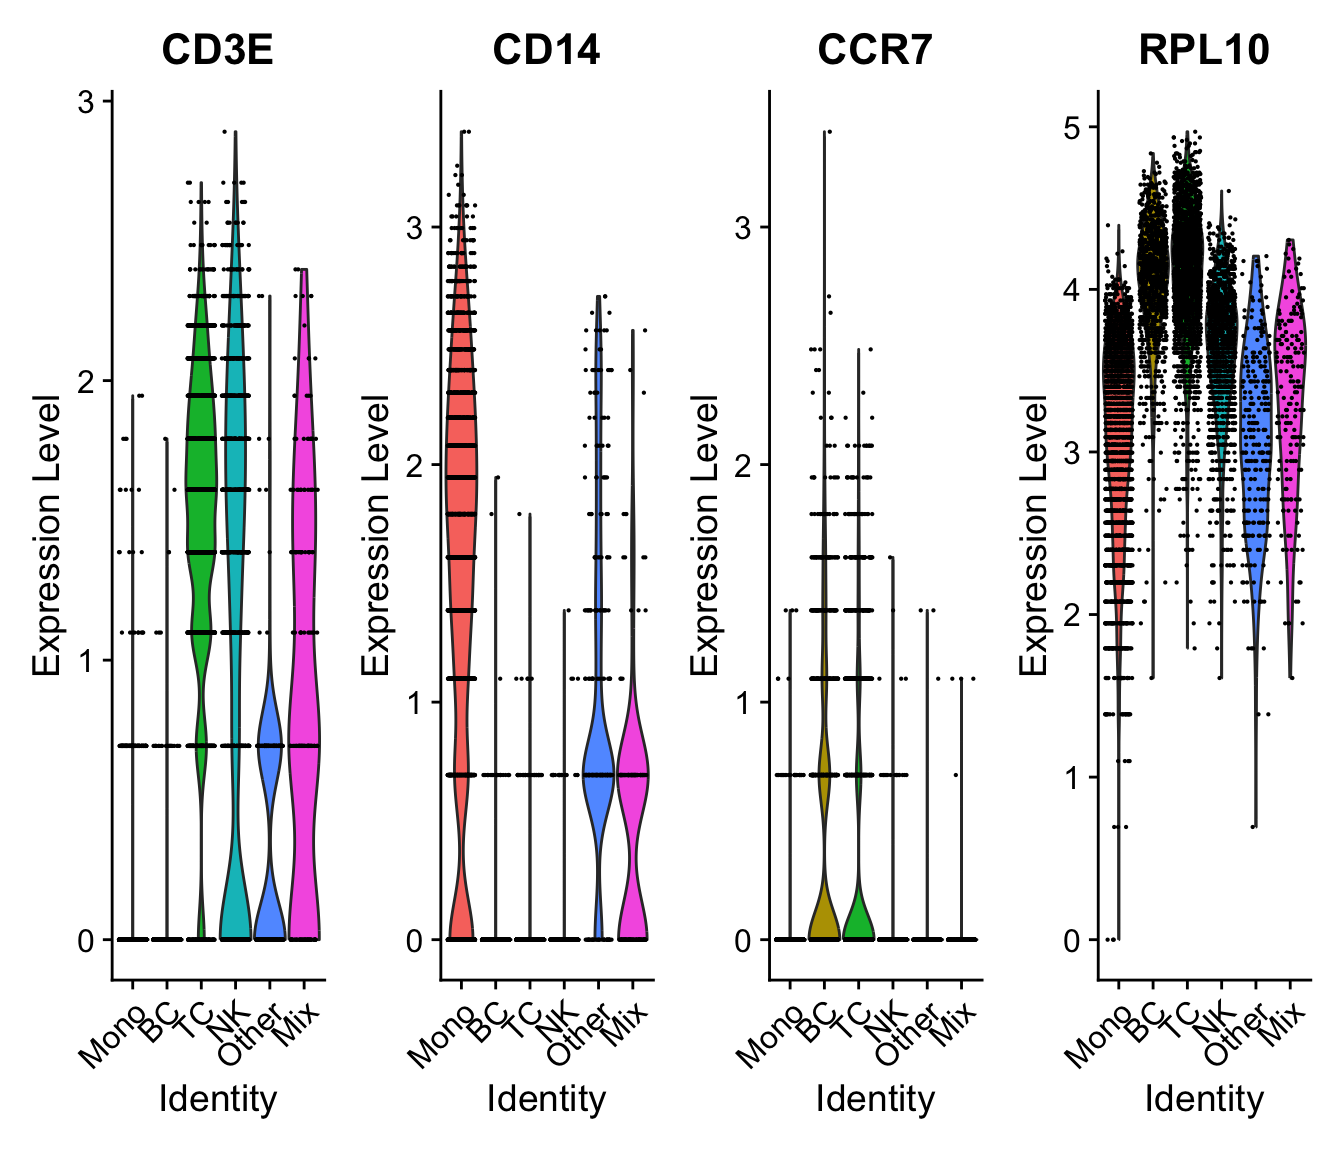 CD3E
Expression Level
3
2
1
0
Mono
BC
TC
NK
Other
Mix
Identity
CD14
Expression Level
3
2
1
0
Mono
BC
TC
NK
Other
Mix
Identity
CCR7
Expression Level
3
2
1
0
Mono
BC
TC
NK
Other
Mix
Identity
RPL10
Expression Level
5
4
3
2
1
0
Mono
BC
TC
NK
Other
Mix
Identity